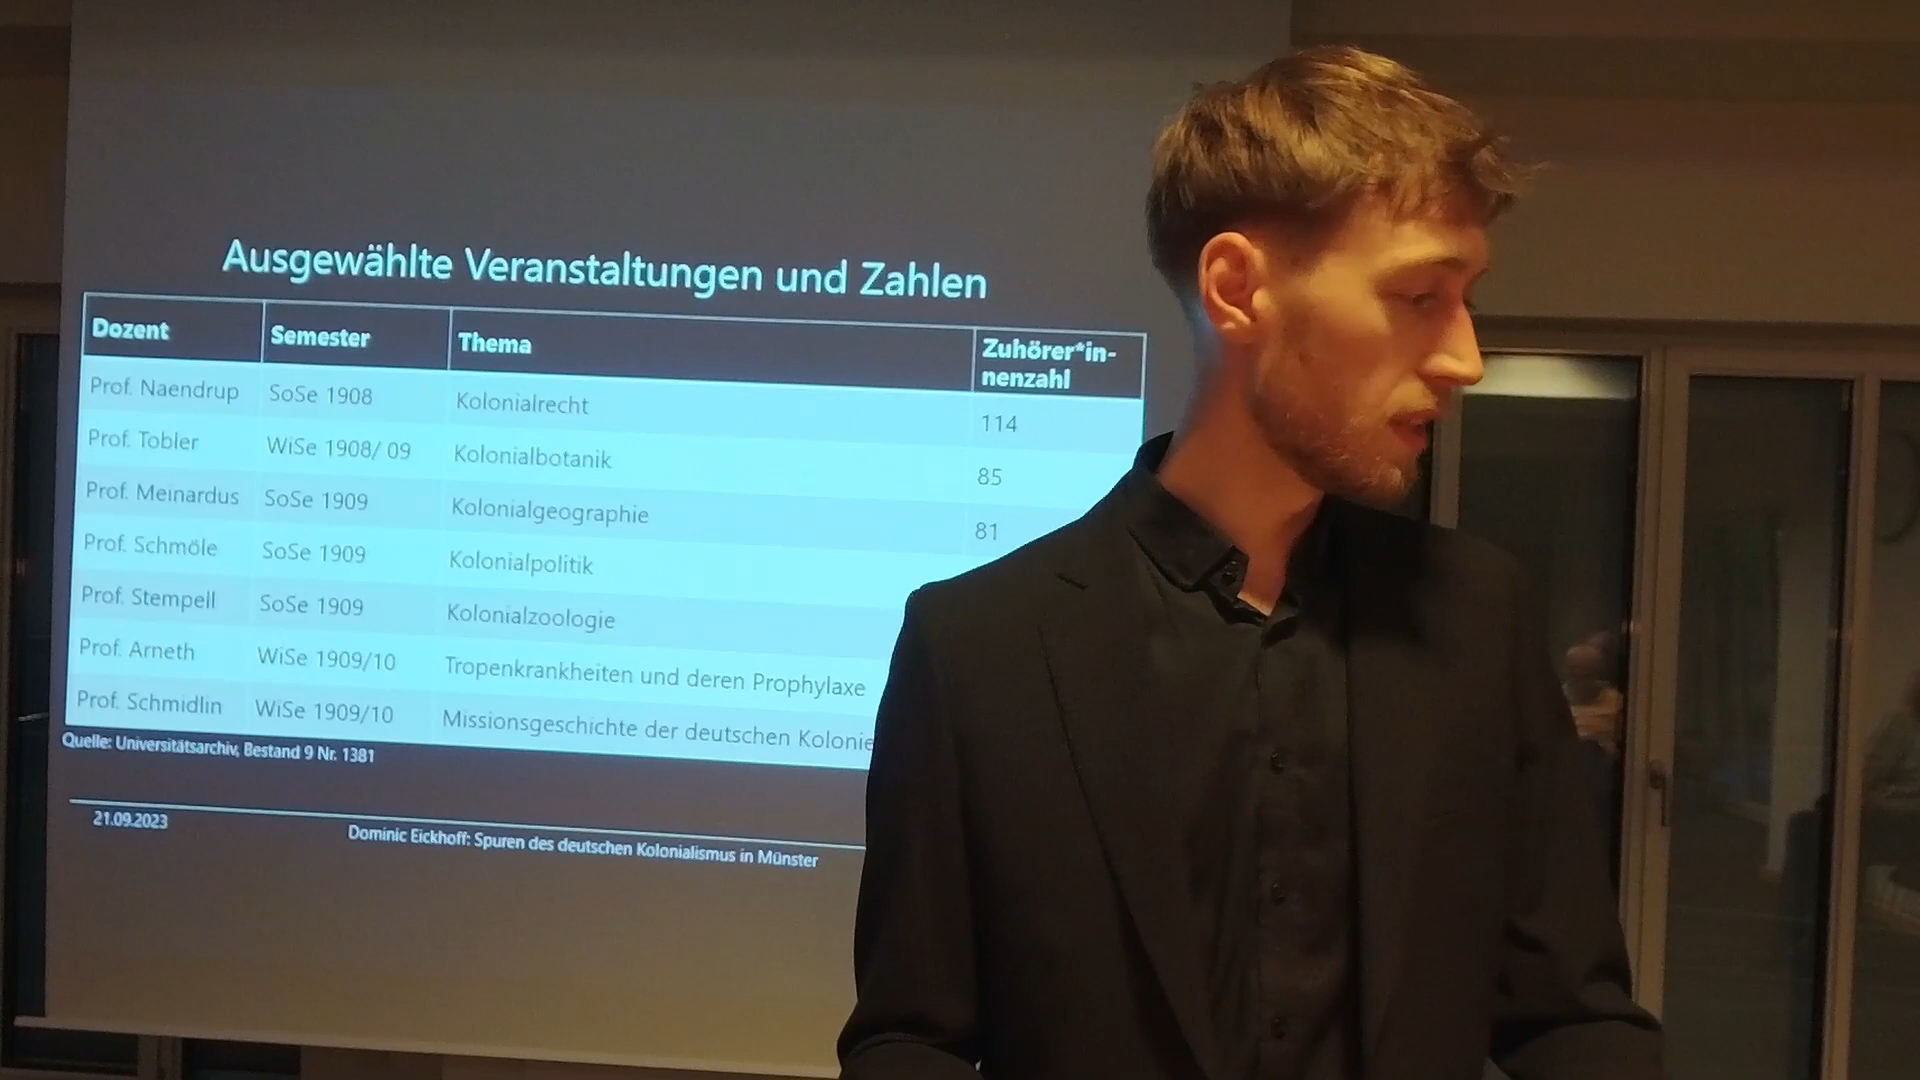 Ausgewählte Veranstaltungen und Zahlen
Dozent Semester Thema Zuhörer*in-
nenzahl
Prof. Naendrup SoSe 1908 Kolonialrecht 114
Prof. Tobler WiSe 1908/ 09 Kolonialbotanik 85
Prof. Meinardus SoSe 1909 Kolonialgeographie 81
Prof. Schmöle SoSe 1909 Kolonialpolitik
Prof. Stempell SoSe 1909 Kolonialzoologie
Prof. Arneth WiSe 1909/10 Tropenkrankheiten und deren Prophylaxe
Prof. Schmidlin WiSe 1909/10 Missionsgeschichte der deutschen Kolonie
Quelle: Universitätsarchiv, Bestand 9 Nr. 1381
21.09.2023
Dominic Eickhoff: Spuren des deutschen Kolonialismus in Münster